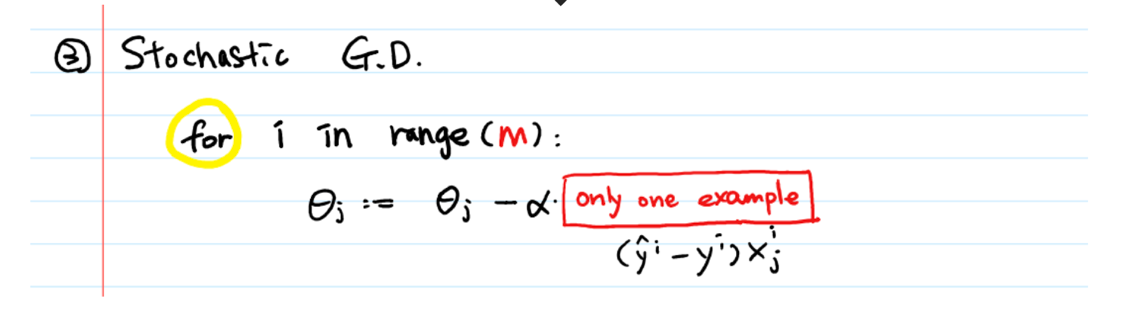 ③ Stochastic G.D.
for i in range(m):
θj := θj - α· only one example
(ŷⁱ - yⁱ)xⁱj